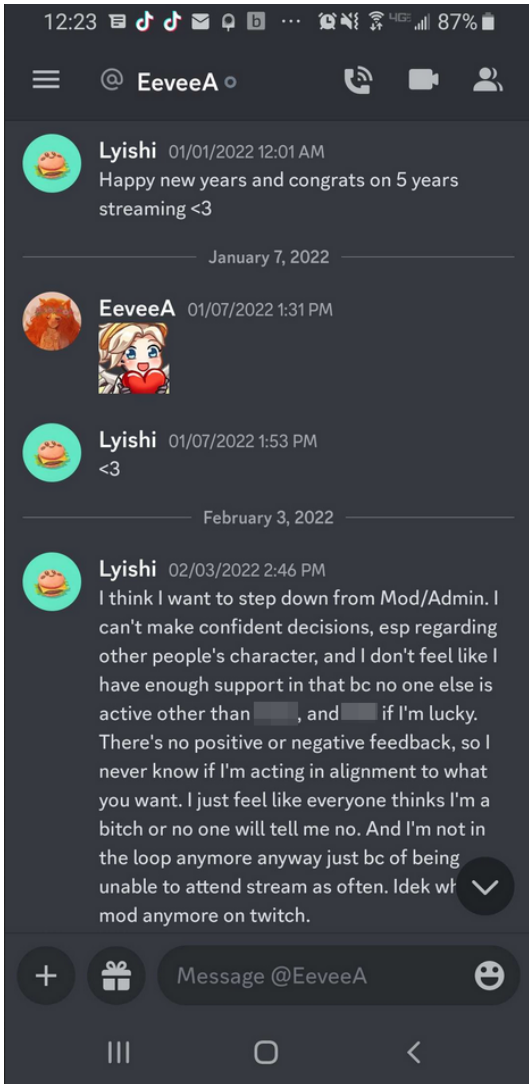 12:23 87%
@ EeveeA
Lyishi 01/01/2022 12:01 AM
Happy new years and congrats on 5 years
streaming <3
January 7, 2022
EeveeA 01/07/2022 1:31 PM
Lyishi 01/07/2022 1:53 PM
<3
February 3, 2022
Lyishi 02/03/2022 2:46 PM
I think I want to step down from Mod/Admin. I
can't make confident decisions, esp regarding
other people's character, and I don't feel like I
have enough support in that bc no one else is
active other than , and if I'm lucky.
There's no positive or negative feedback, so I
never know if I'm acting in alignment to what
you want. I just feel like everyone thinks I'm a
bitch or no one will tell me no. And I'm not in
the loop anymore anyway just bc of being
unable to attend stream as often. Idek
mod anymore on twitch.
Message @EeveeA